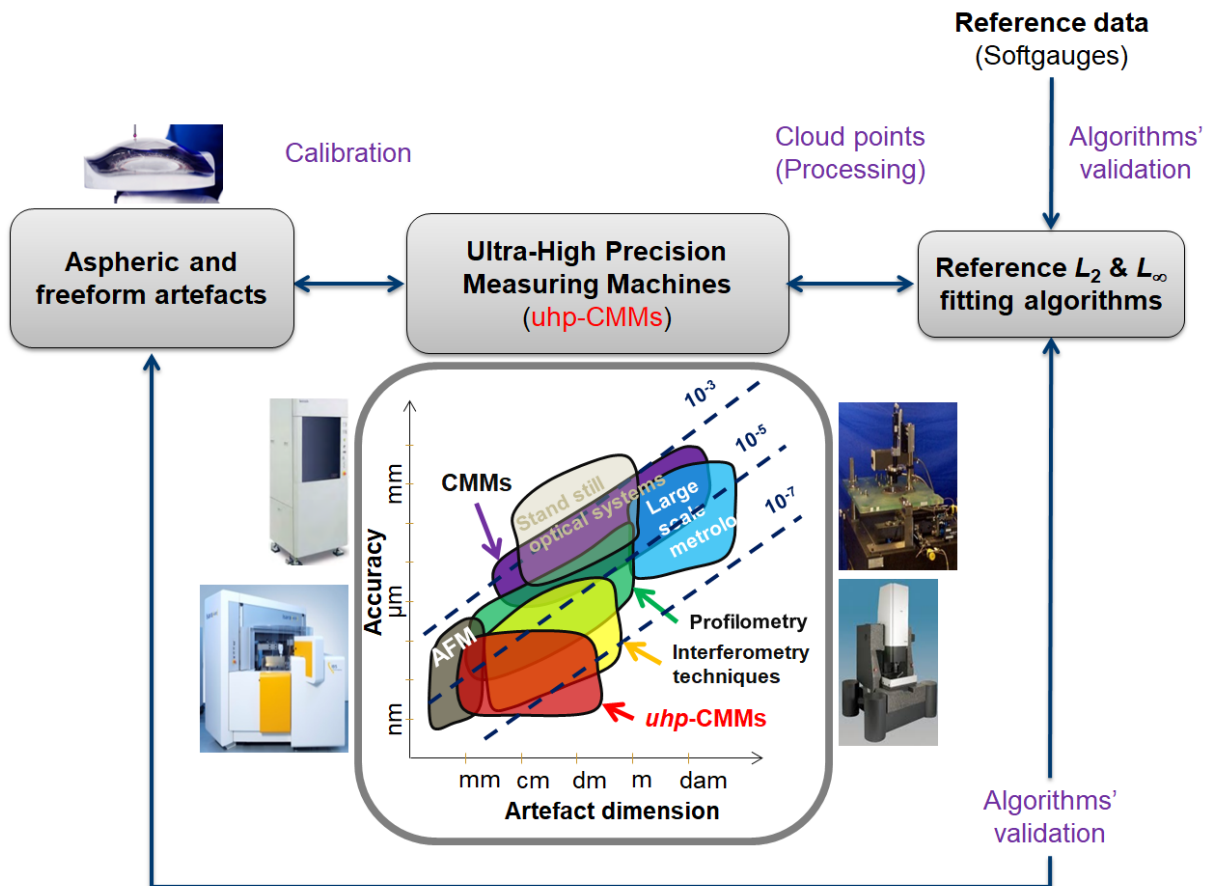 Reference data
(Softgauges)
Calibration
Cloud points
(Processing)
Algorithms’
validation
Aspheric and
freeform artefacts
Ultra-High Precision
Measuring Machines
(uhp-CMMs)
Reference L₂ & L∞
fitting algorithms
10⁻³
10⁻⁵
10⁻⁷
Accuracy
mm
µm
nm
CMMs
Stand still
optical systems
Large
scale
metrolo
AFM
Profilometry
Interferometry
techniques
uhp-CMMs
mm
cm
dm
m
dam
Artefact dimension
Algorithms’
validation